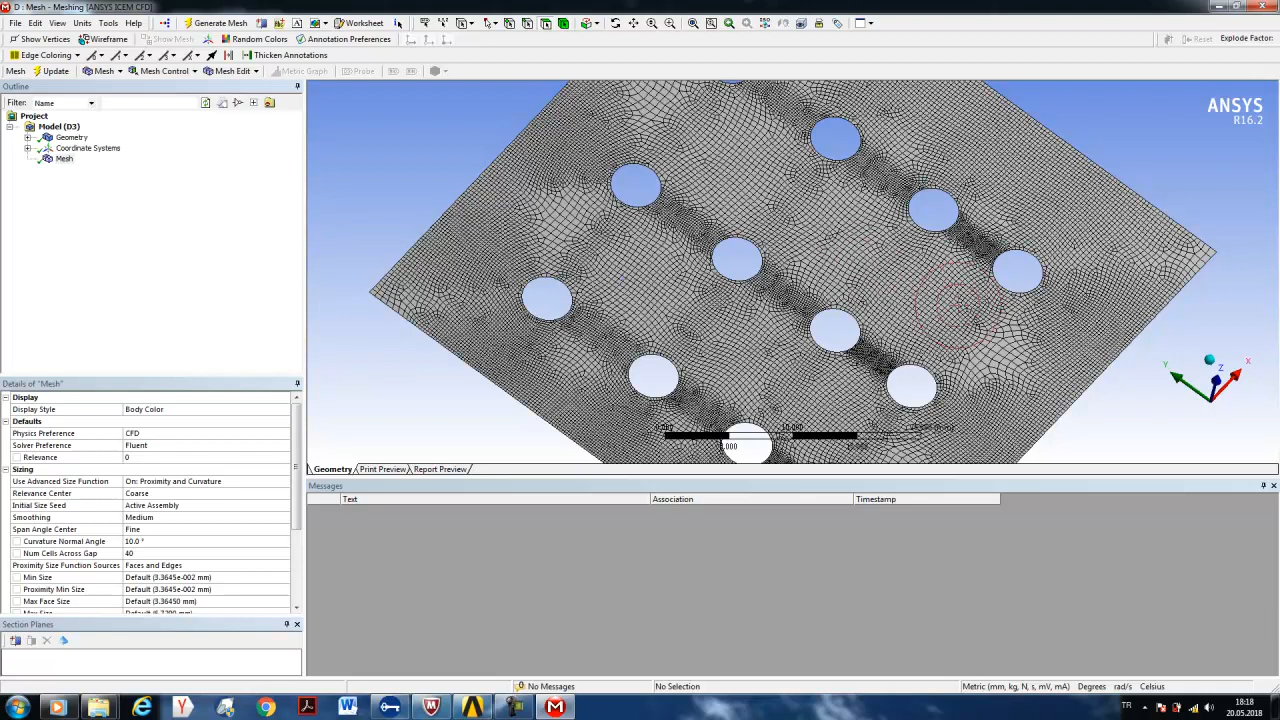 D : Mesh - Meshing [ANSYS ICEM CFD]
File Edit View Units Tools Help Generate Mesh Worksheet
Show Vertices Wireframe Show Mesh Random Colors Annotation Preferences Reset Explode Factor:
Edge Coloring Thicken Annotations
Mesh Update Mesh Mesh Control Mesh Edit Metric Graph Probe
Outline
Filter: Name
Project
Model (D3)
Geometry
Coordinate Systems
Mesh
ANSYS
R16.2
Y
Z
X
Geometry Print Preview Report Preview
Details of "Mesh"
Display
Display Style Body Color
Defaults
Physics Preference CFD
Solver Preference Fluent
Relevance 0
Sizing
Use Advanced Size Function On: Proximity and Curvature
Relevance Center Coarse
Initial Size Seed Active Assembly
Smoothing Medium
Span Angle Center Fine
Curvature Normal Angle 10.0 °
Num Cells Across Gap 40
Proximity Size Function Sources Faces and Edges
Min Size Default (3.3645e-002 mm)
Proximity Min Size Default (3.3645e-002 mm)
Max Face Size Default (3.36450 mm)
Section Planes
Messages
Text Association Timestamp
No Messages No Selection Metric (mm, kg, N, s, mV, mA) Degrees rad/s Celsius
TR 18:18
20.05.2018